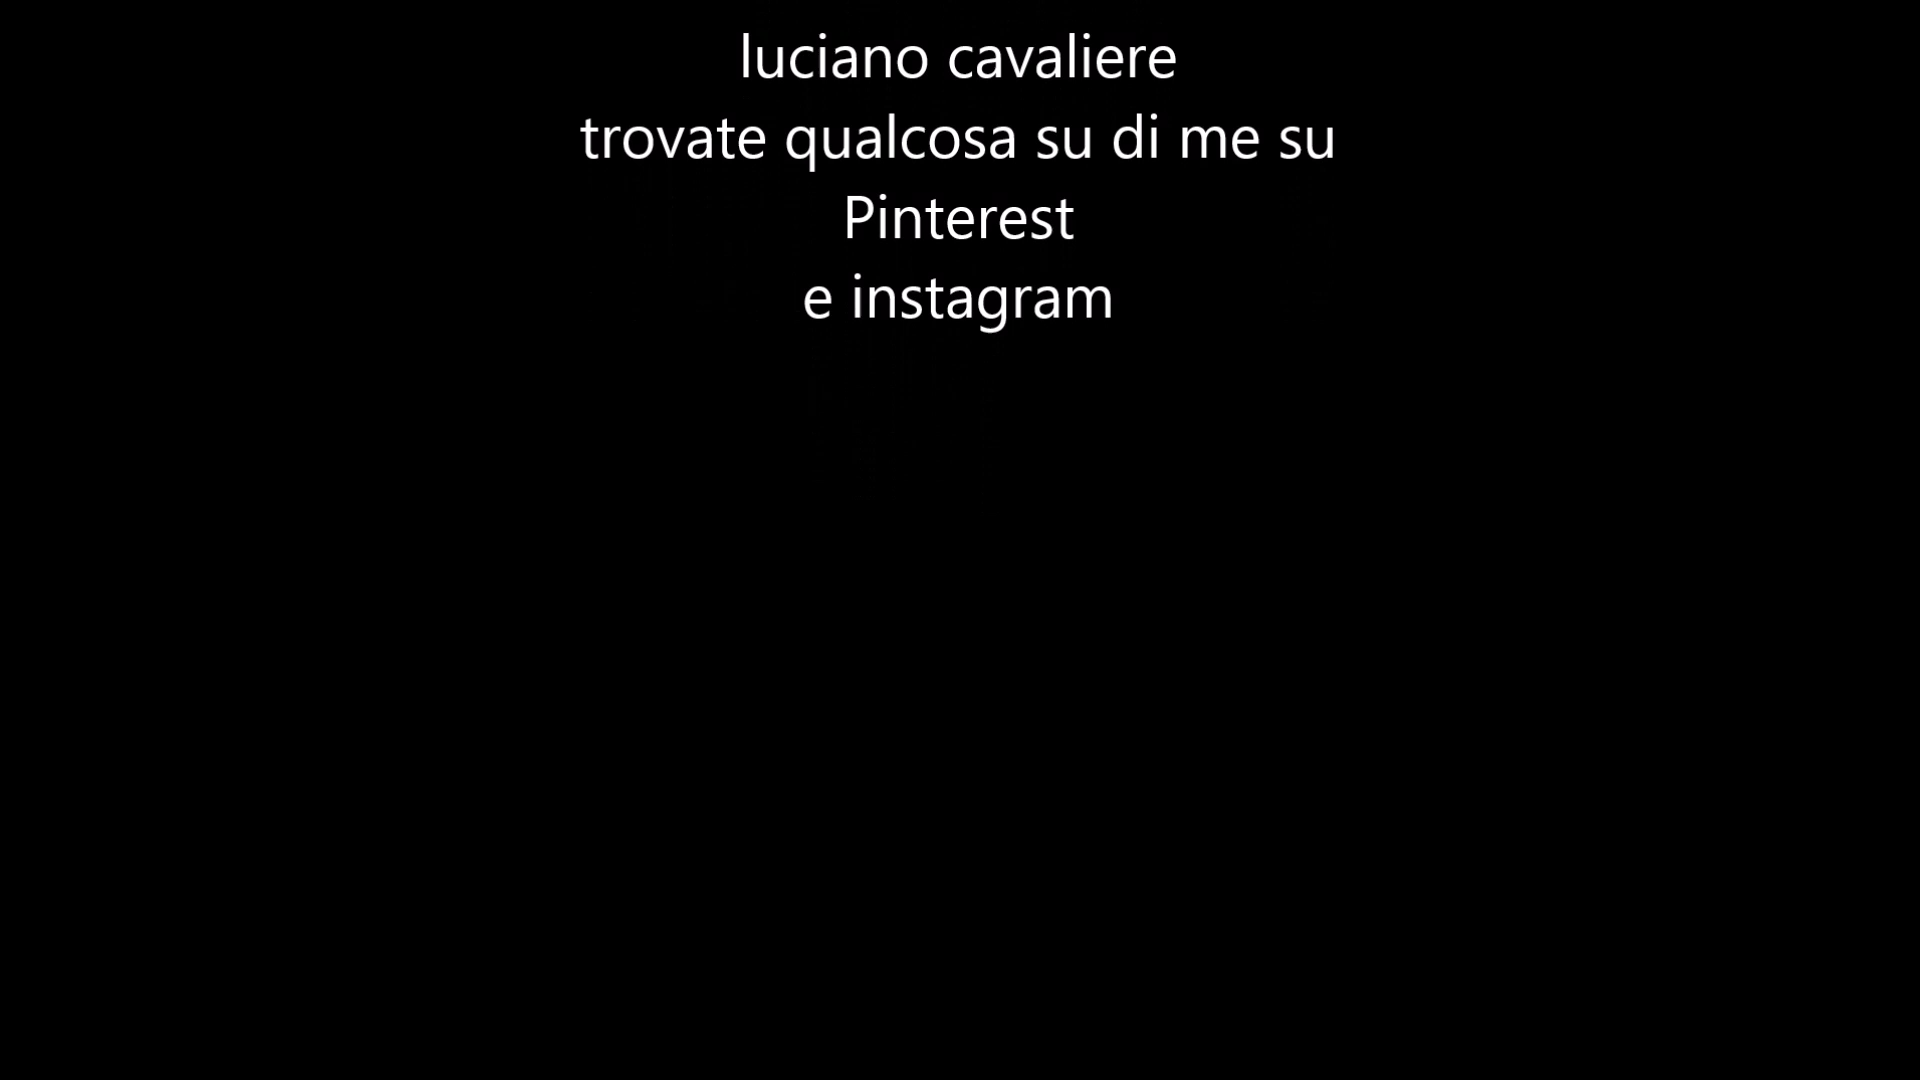 luciano cavaliere
trovate qualcosa su di me su
Pinterest
e instagram